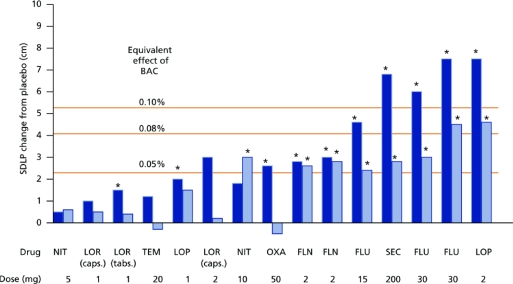 10
9
8
7
6
5
4
3
2
1
0
SDLP change from placebo (cm)
Equivalent
effect of
BAC
0.10%
0.08%
0.05%
* * * * * * * * * * * * * * * * * *
Drug NIT LOR LOR TEM LOP LOR NIT OXA FLN FLN FLU SEC FLU FLU LOP
(caps.) (tabs.) (caps.)
Dose (mg) 5 1 1 20 1 2 10 50 2 2 15 200 30 30 2